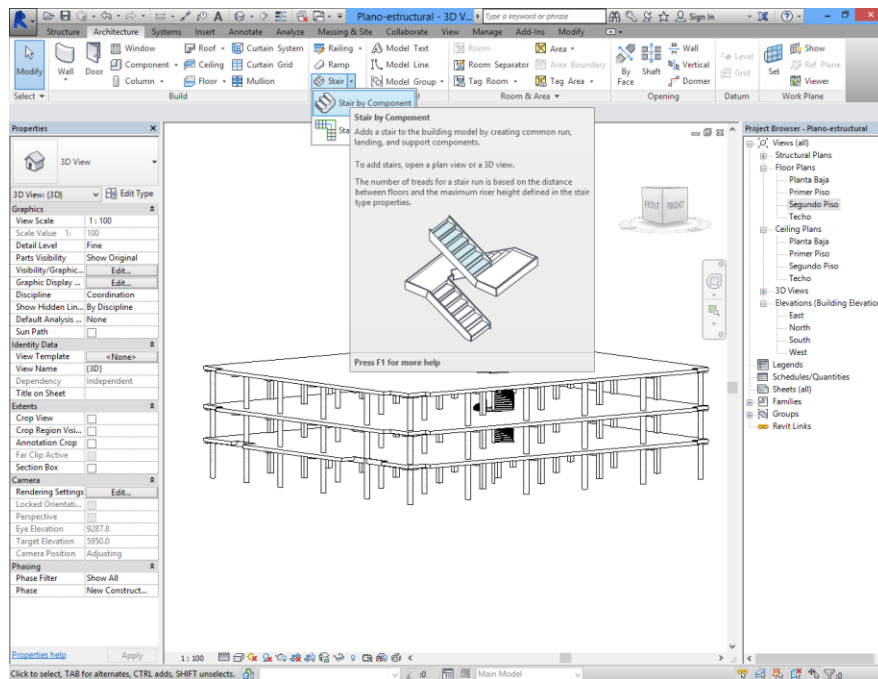 Plano-estructural - 3D V...
Type a keyword or phrase
Sign In
Structure Architecture Systems Insert Annotate Analyze Massing & Site Collaborate View Manage Add-Ins Modify
Modify
Wall
Door
Window
Component
Column
Roof
Ceiling
Floor
Curtain System
Curtain Grid
Mullion
Railing
Ramp
Stair
Model Text
Model Line
Model Group
Room
Room Separator
Tag Room
Area
Area Boundary
Tag Area
By Face
Shaft
Wall
Vertical
Dormer
Level
Grid
Set
Show
Ref Plane
Viewer
Select
Build
Room & Area
Opening
Datum
Work Plane
Stair by Component
Sta
Stair by Component
Adds a stair to the building model by creating common run,
landing, and support components.
To add stairs, open a plan view or a 3D view.
The number of treads for a stair run is based on the distance
between floors and the maximum riser height defined in the stair
type properties.
Press F1 for more help
FRONT RIGHT
Properties
3D View
3D View: {3D} Edit Type
Graphics
View Scale 1 : 100
Scale Value 1: 100
Detail Level Fine
Parts Visibility Show Original
Visibility/Graphic... Edit...
Graphic Display ... Edit...
Discipline Coordination
Show Hidden Lin... By Discipline
Default Analysis ... None
Sun Path
Identity Data
View Template <None>
View Name {3D}
Dependency Independent
Title on Sheet
Extents
Crop View
Crop Region Visi...
Annotation Crop
Far Clip Active
Section Box
Camera
Rendering Settings Edit...
Locked Orientati...
Perspective
Eye Elevation 9287.8
Target Elevation 5950.0
Camera Position Adjusting
Phasing
Phase Filter Show All
Phase New Construct...
Properties help Apply
Project Browser - Plano-estructural
Views (all)
Structural Plans
Floor Plans
Planta Baja
Primer Piso
Segundo Piso
Techo
Ceiling Plans
Planta Baja
Primer Piso
Segundo Piso
Techo
3D Views
Elevations (Building Elevation
East
North
South
West
Legends
Schedules/Quantities
Sheets (all)
Families
Groups
Revit Links
1 : 100
Click to select, TAB for alternates, CTRL adds, SHIFT unselects.
:0
Main Model
:0